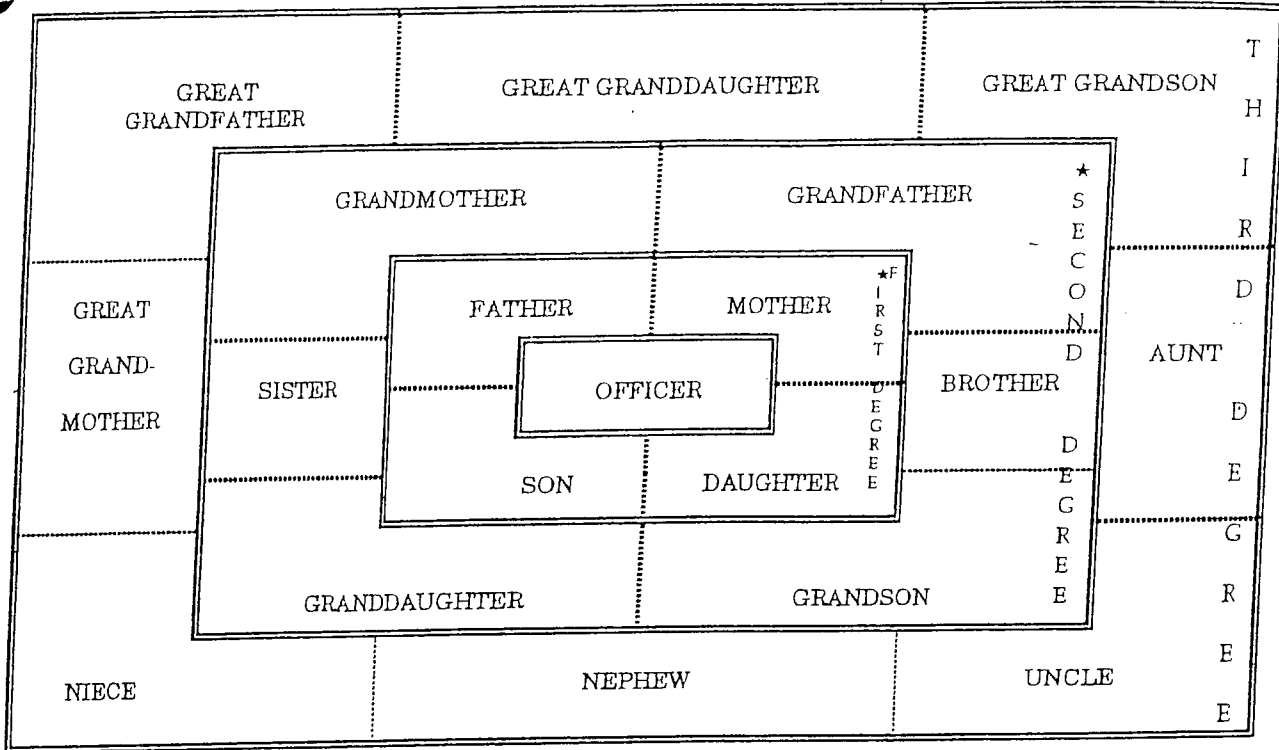 GREAT
GRANDFATHER
GREAT GRANDDAUGHTER
GREAT GRANDSON
THIRD DEGREE
GRANDMOTHER
GRANDFATHER
★SECOND DEGREE
FATHER
MOTHER
★FIRST DEGREE
GREAT
GRAND-
MOTHER
SISTER
OFFICER
BROTHER
AUNT
SON
DAUGHTER
GRANDDAUGHTER
GRANDSON
NIECE
NEPHEW
UNCLE